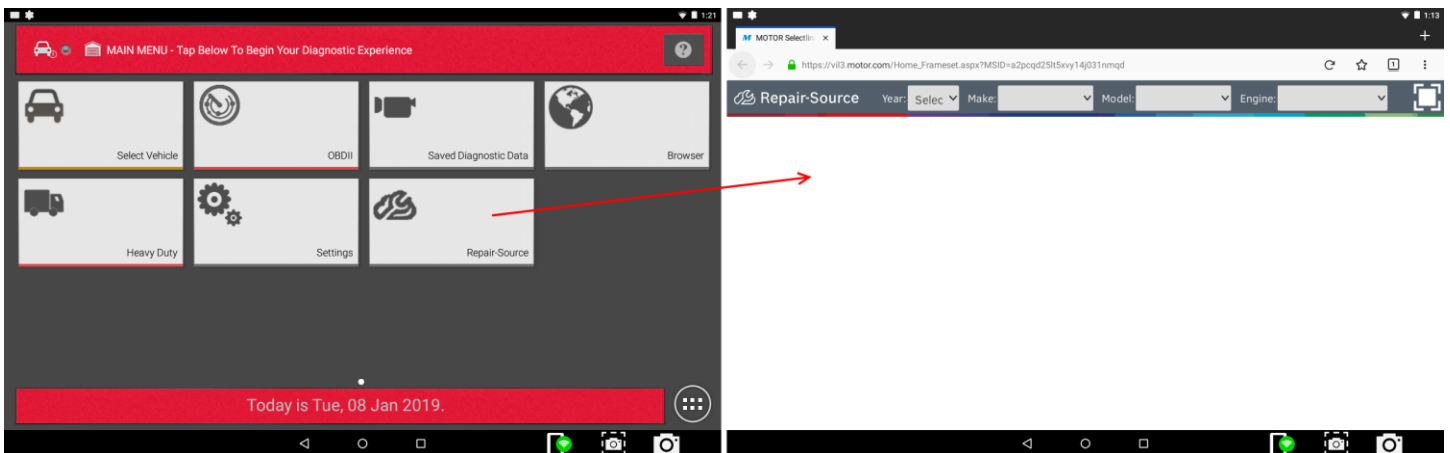 1:21
MAIN MENU - Tap Below To Begin Your Diagnostic Experience
?
Select Vehicle
OBDII
Saved Diagnostic Data
Browser
Heavy Duty
Settings
Repair-Source
Today is Tue, 08 Jan 2019.
1:13
M MOTOR Selectlin ×
+
https://vil3.motor.com/Home_Frameset.aspx?MSID=a2pcqd25lt5xvy14j031nmqd
1
Repair-Source Year: Selec Make: Model: Engine: